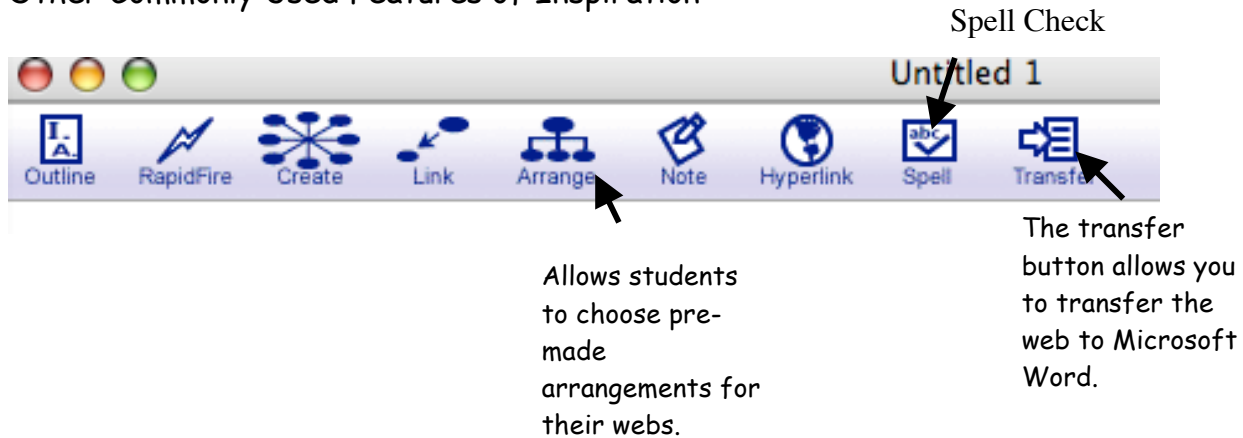 Other Commonly Used Features of Inspiration
Spell Check
Untitled 1
I.
A.
abc
Outline RapidFire Create Link Arrange Note Hyperlink Spell Transfer
Allows students
to choose pre-
made
arrangements for
their webs.
The transfer
button allows you
to transfer the
web to Microsoft
Word.